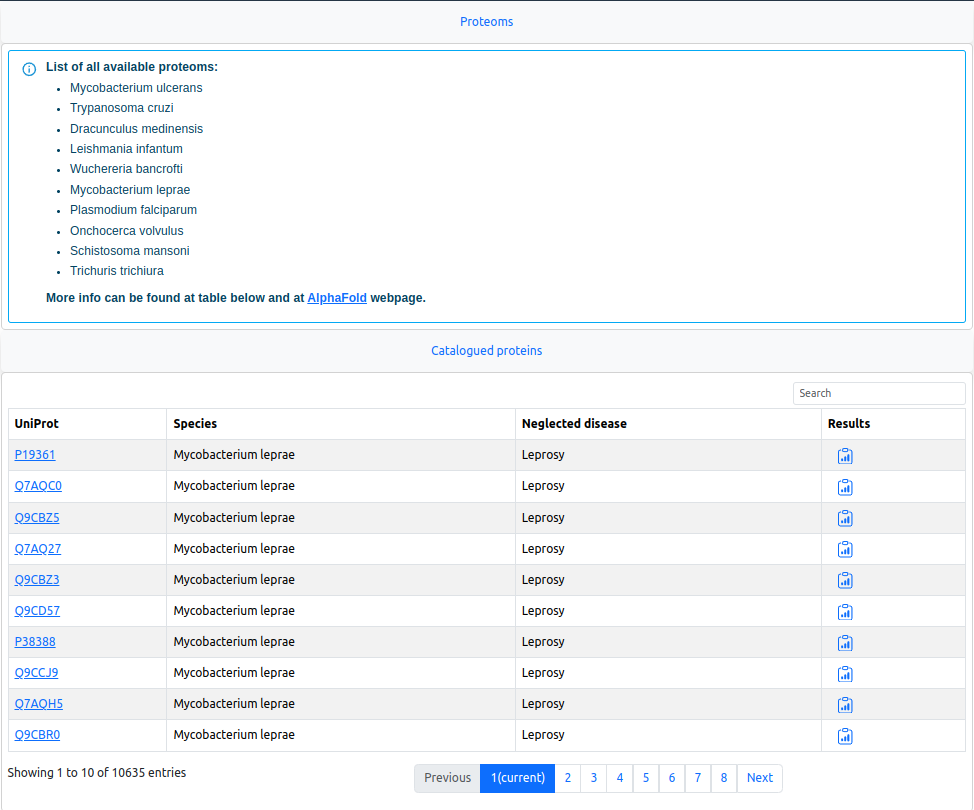 Proteoms
List of all available proteoms:
Mycobacterium ulcerans
Trypanosoma cruzi
Dracunculus medinensis
Leishmania infantum
Wuchereria bancrofti
Mycobacterium leprae
Plasmodium falciparum
Onchocerca volvulus
Schistosoma mansoni
Trichuris trichiura
More info can be found at table below and at AlphaFold webpage.
Catalogued proteins
Search
UniProt Species Neglected disease Results
P19361 Mycobacterium leprae Leprosy
Q7AQC0 Mycobacterium leprae Leprosy
Q9CBZ5 Mycobacterium leprae Leprosy
Q7AQ27 Mycobacterium leprae Leprosy
Q9CBZ3 Mycobacterium leprae Leprosy
Q9CD57 Mycobacterium leprae Leprosy
P38388 Mycobacterium leprae Leprosy
Q9CCJ9 Mycobacterium leprae Leprosy
Q7AQH5 Mycobacterium leprae Leprosy
Q9CBR0 Mycobacterium leprae Leprosy
Showing 1 to 10 of 10635 entries Previous 1(current) 2 3 4 5 6 7 8 Next